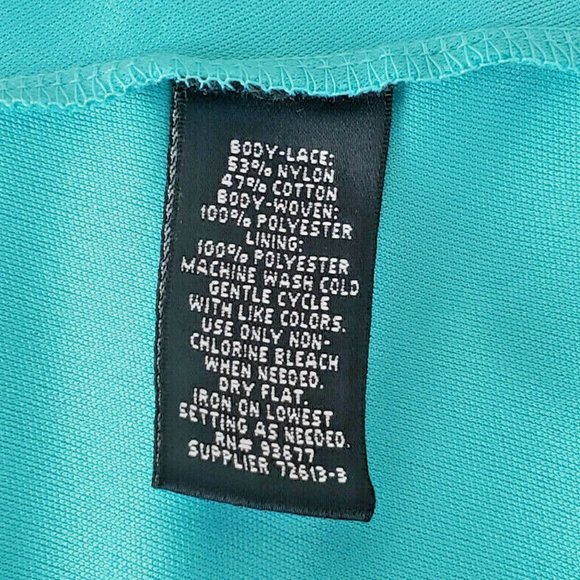 BODY-LACE:
53% NYLON
47% COTTON
BODY-WOVEN:
100% POLYESTER
LINING:
100% POLYESTER
MACHINE WASH COLD
GENTLE CYCLE
WITH LIKE COLORS.
USE ONLY NON-
CHLORINE BLEACH
WHEN NEEDED.
DRY FLAT.
IRON ON LOWEST
SETTING AS NEEDED.
RN# 93677
SUPPLIER 72613-3